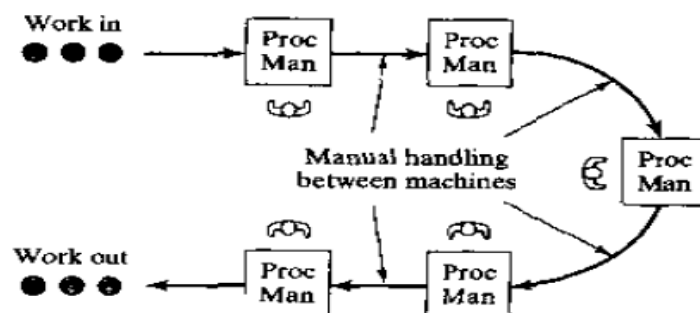 Work in
Proc
Man
Proc
Man
Manual handling
between machines
Proc
Man
Work out
Proc
Man
Proc
Man